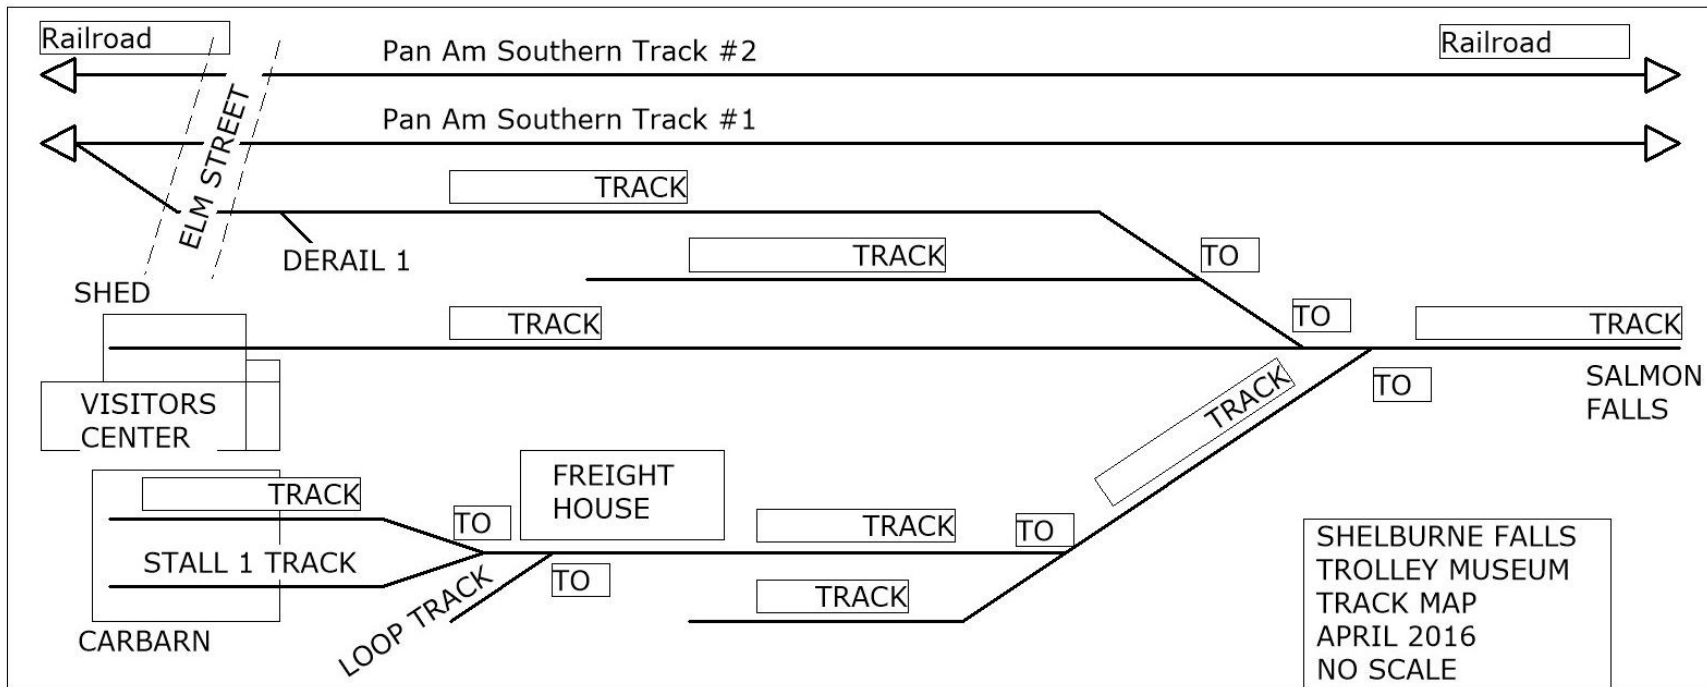 Railroad
Railroad
Pan Am Southern Track #2
Pan Am Southern Track #1
ELM STREET
TRACK
DERAIL 1
TRACK
TO
SHED
TRACK
TO
TRACK
TO
SALMON
FALLS
VISITORS
CENTER
TRACK
FREIGHT
HOUSE
TRACK
TO
TRACK
TO
STALL 1 TRACK
TO
TRACK
LOOP TRACK
CARBARN
SHELBURNE FALLS
TROLLEY MUSEUM
TRACK MAP
APRIL 2016
NO SCALE